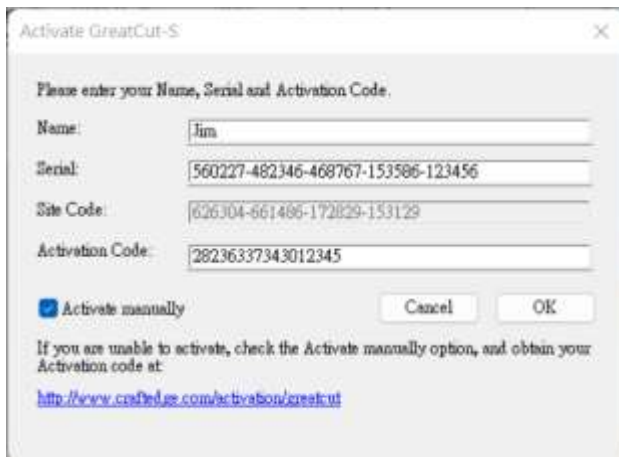 Activate GreatCut-S
Please enter your Name, Serial and Activation Code.
Name: Jim
Serial: 560227-482346-468767-153586-123456
Site Code: 626304-661486-172829-153129
Activation Code: 28236337343012345
Activate manually Cancel OK
If you are unable to activate, check the Activate manually option, and obtain your
Activation code at:
http://www.craftedge.com/activation/greatcut